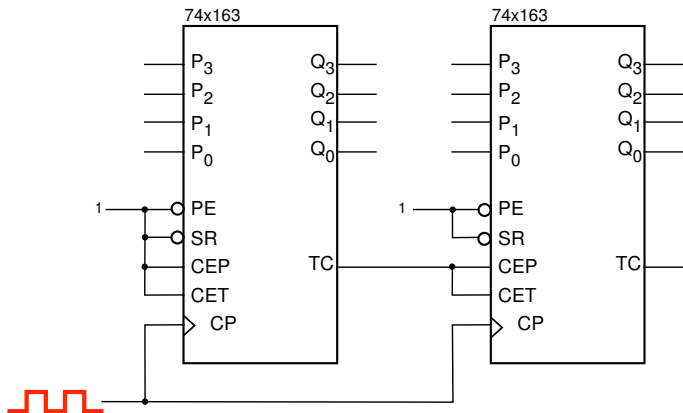 74x163
P3
P2
P1
P0
Q3
Q2
Q1
Q0
1
PE
SR
CEP
CET
TC
CP
74x163
P3
P2
P1
P0
Q3
Q2
Q1
Q0
1
PE
SR
CEP
CET
TC
CP